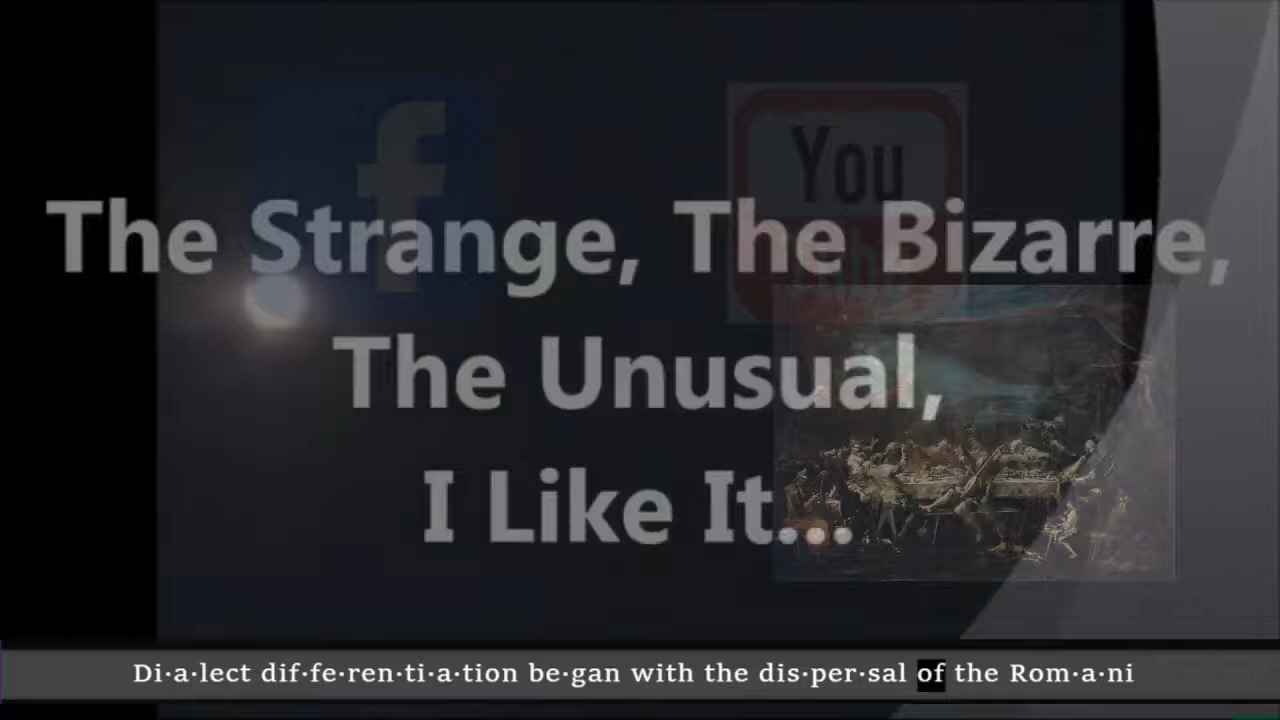 f
You
The Strange, The Bizarre,
The Unusual,
I Like It...
Di·a·lect dif·fe·ren·ti·a·tion be·gan with the dis·per·sal of the Rom·a·ni